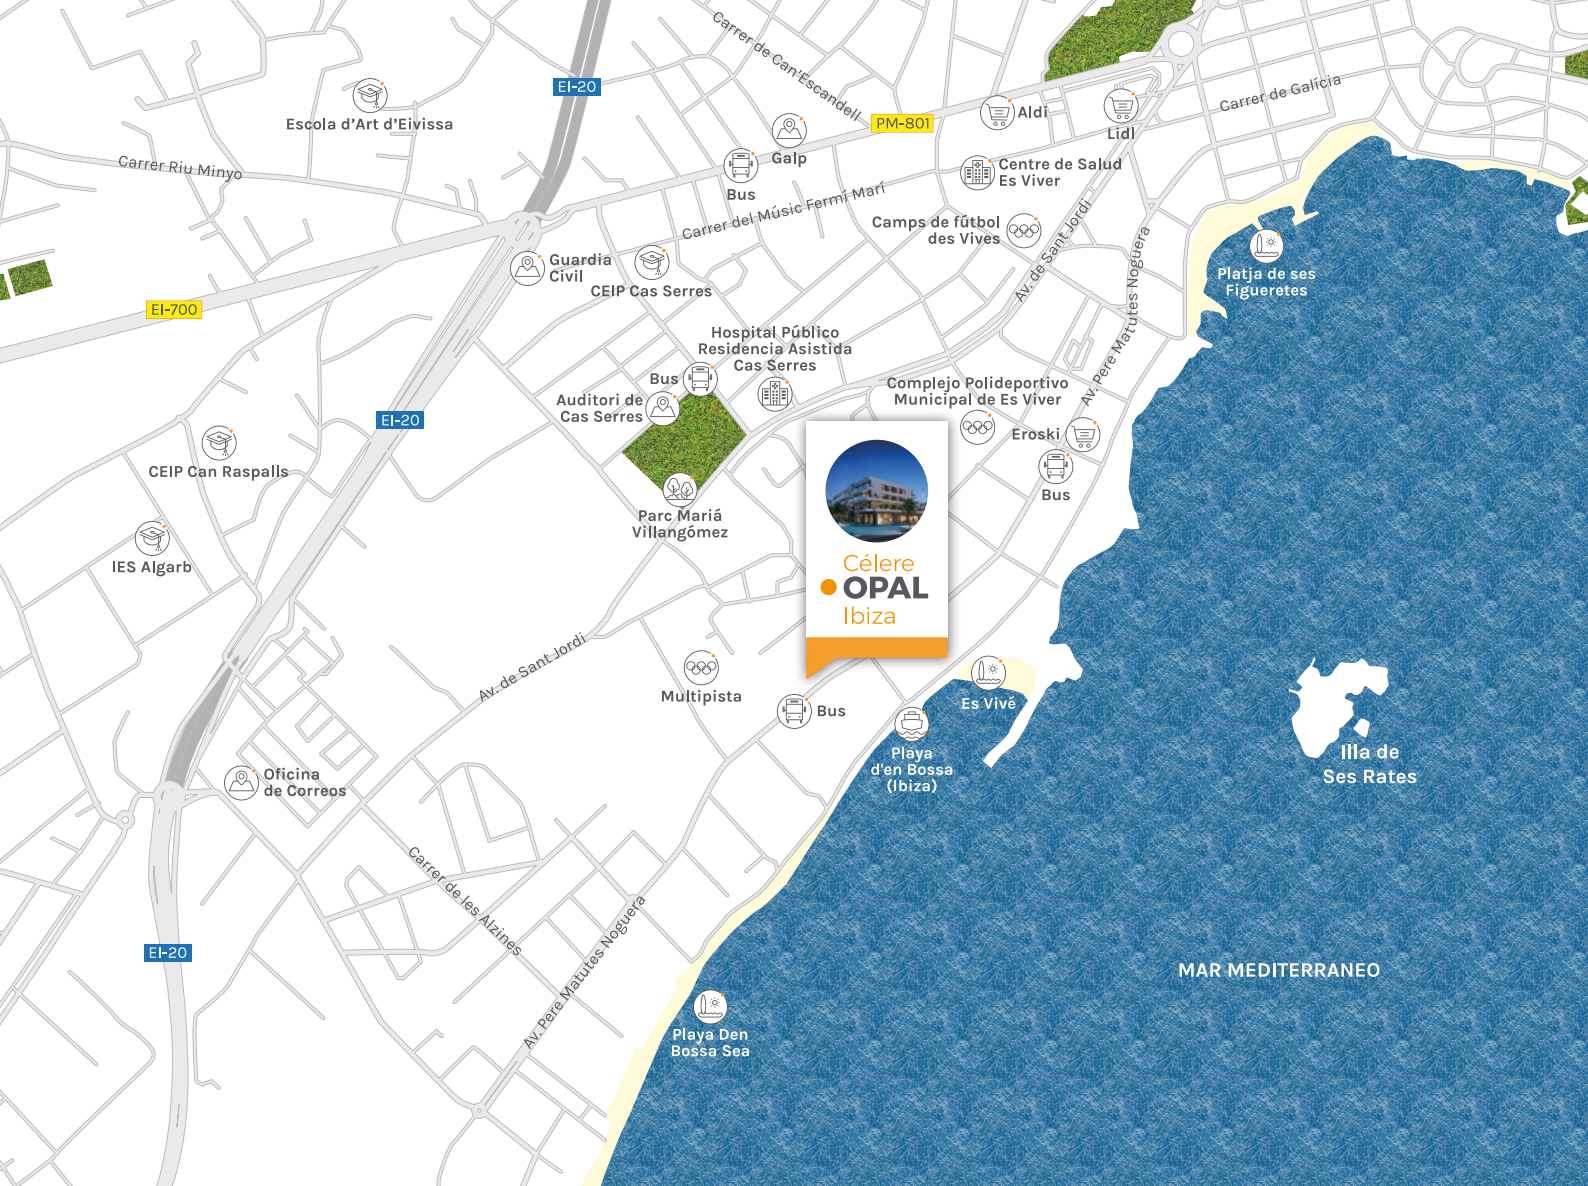 Carrer de Can'Escandell
EI-20
Escola d'Art d'Eivissa
PM-801
Aldi
Lidl
Carrer de Galícia
Carrer Riu Minyo
Galp
Bus
Centre de Salud
Es Viver
Carrer del Músic Fermí Marí
Camps de fútbol
des Vives
Av. de Sant Jordi
Av. Pere Matutes Noguera
Platja de ses
Figueretes
Guardia
Civil
CEIP Cas Serres
EI-700
Hospital Público
Residencia Asistida
Cas Serres
Bus
Auditori de
Cas Serres
Complejo Polideportivo
Municipal de Es Viver
EI-20
Eroski
Bus
CEIP Can Raspalls
Parc Mariá
Villangómez
IES Algarb
Célere
OPAL
Ibiza
Av. de Sant Jordi
Multipista
Bus
Es Vivé
Playa
d'en Bossa
(Ibiza)
Illa de
Ses Rates
Oficina
de Correos
Carrer de les Alzines
Av. Pere Matutes Noguera
EI-20
MAR MEDITERRANEO
Playa Den
Bossa Sea